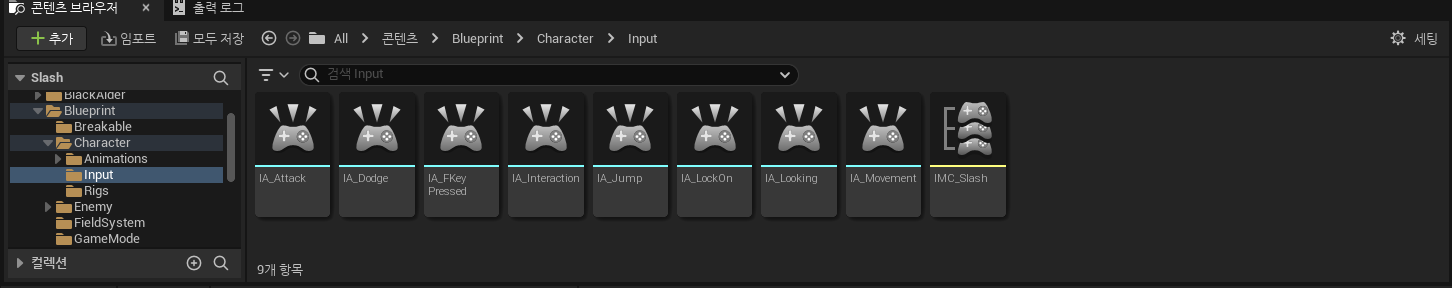 콘텐츠 브라우저
출력 로그
추가
임포트
모두 저장
All
콘텐츠
Blueprint
Character
Input
세팅
Slash
BlackAlder
Blueprint
Breakable
Character
Animations
Input
Rigs
Enemy
FieldSystem
GameMode
컬렉션
검색 Input
IA_Attack
IA_Dodge
IA_FKey
Pressed
IA_Interaction
IA_Jump
IA_LockOn
IA_Looking
IA_Movement
IMC_Slash
9개 항목